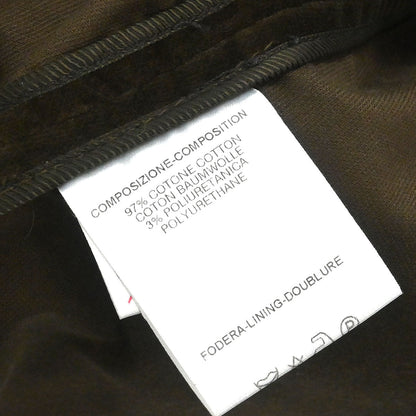 COMPOSIZIONE-COMPOSITION
97% COTONE COTTON
COTON BAUMWOLLE
3% POLIURETANICA
POLYURETHANE
FODERA-LINING-DOUBLURE
P